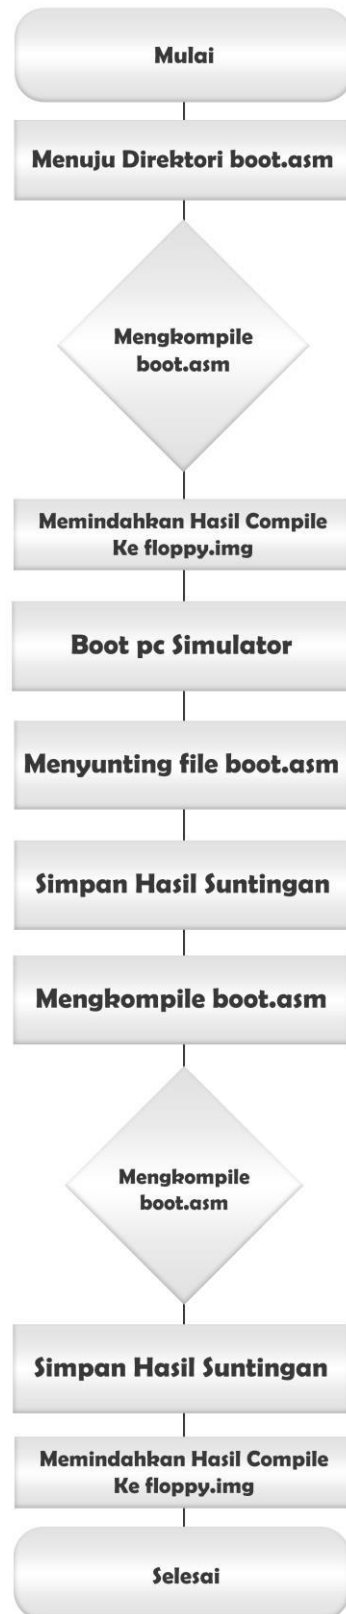 Mulai
Menuju Direktori boot.asm
Mengkompile
boot.asm
Memindahkan Hasil Compile
Ke floppy.img
Boot pc Simulator
Menyunting file boot.asm
Simpan Hasil Suntingan
Mengkompile boot.asm
Mengkompile
boot.asm
Simpan Hasil Suntingan
Memindahkan Hasil Compile
Ke floppy.img
Selesai